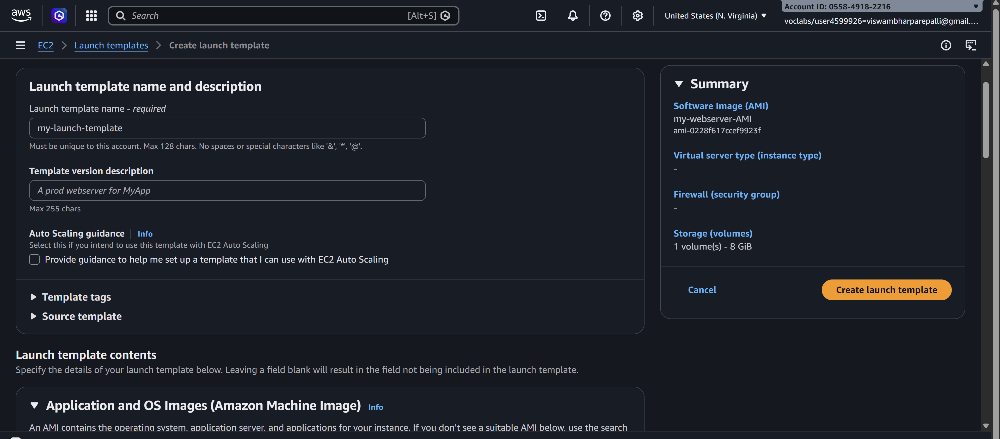 aws
Search
[Alt+S]
United States (N. Virginia)
Account ID: 0558-4918-2216
voclabs/user4599926=viswambharparepalli@gmail....
EC2
Launch templates
Create launch template
Launch template name and description
Launch template name - required
my-launch-template
Must be unique to this account. Max 128 chars. No spaces or special characters like '&', '*', '@'.
Template version description
A prod webserver for MyApp
Max 255 chars
Auto Scaling guidance
Info
Select this if you intend to use this template with EC2 Auto Scaling
Provide guidance to help me set up a template that I can use with EC2 Auto Scaling
Template tags
Source template
Launch template contents
Specify the details of your launch template below. Leaving a field blank will result in the field not being included in the launch template.
Application and OS Images (Amazon Machine Image)
Info
An AMI contains the operating system, application server, and applications for your instance. If you don't see a suitable AMI below, use the search
Summary
Software Image (AMI)
my-webserver-AMI
ami-0228f617ccef9923f
Virtual server type (instance type)
-
Firewall (security group)
-
Storage (volumes)
1 volume(s) - 8 GiB
Cancel
Create launch template